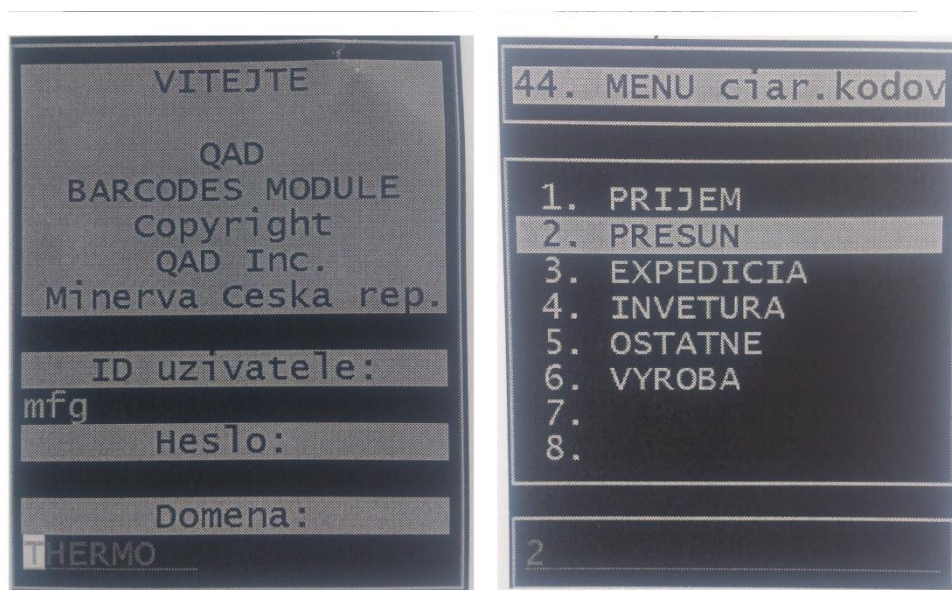 VITEJTE
QAD
BARCODES MODULE
Copyright
QAD Inc.
Minerva Ceska rep.
ID uzivatele:
mfg
Heslo:
Domena:
THERMO
44. MENU ciar.kodov
1. PRIJEM
2. PRESUN
3. EXPEDICIA
4. INVETURA
5. OSTATNE
6. VYROBA
7.
8.
2